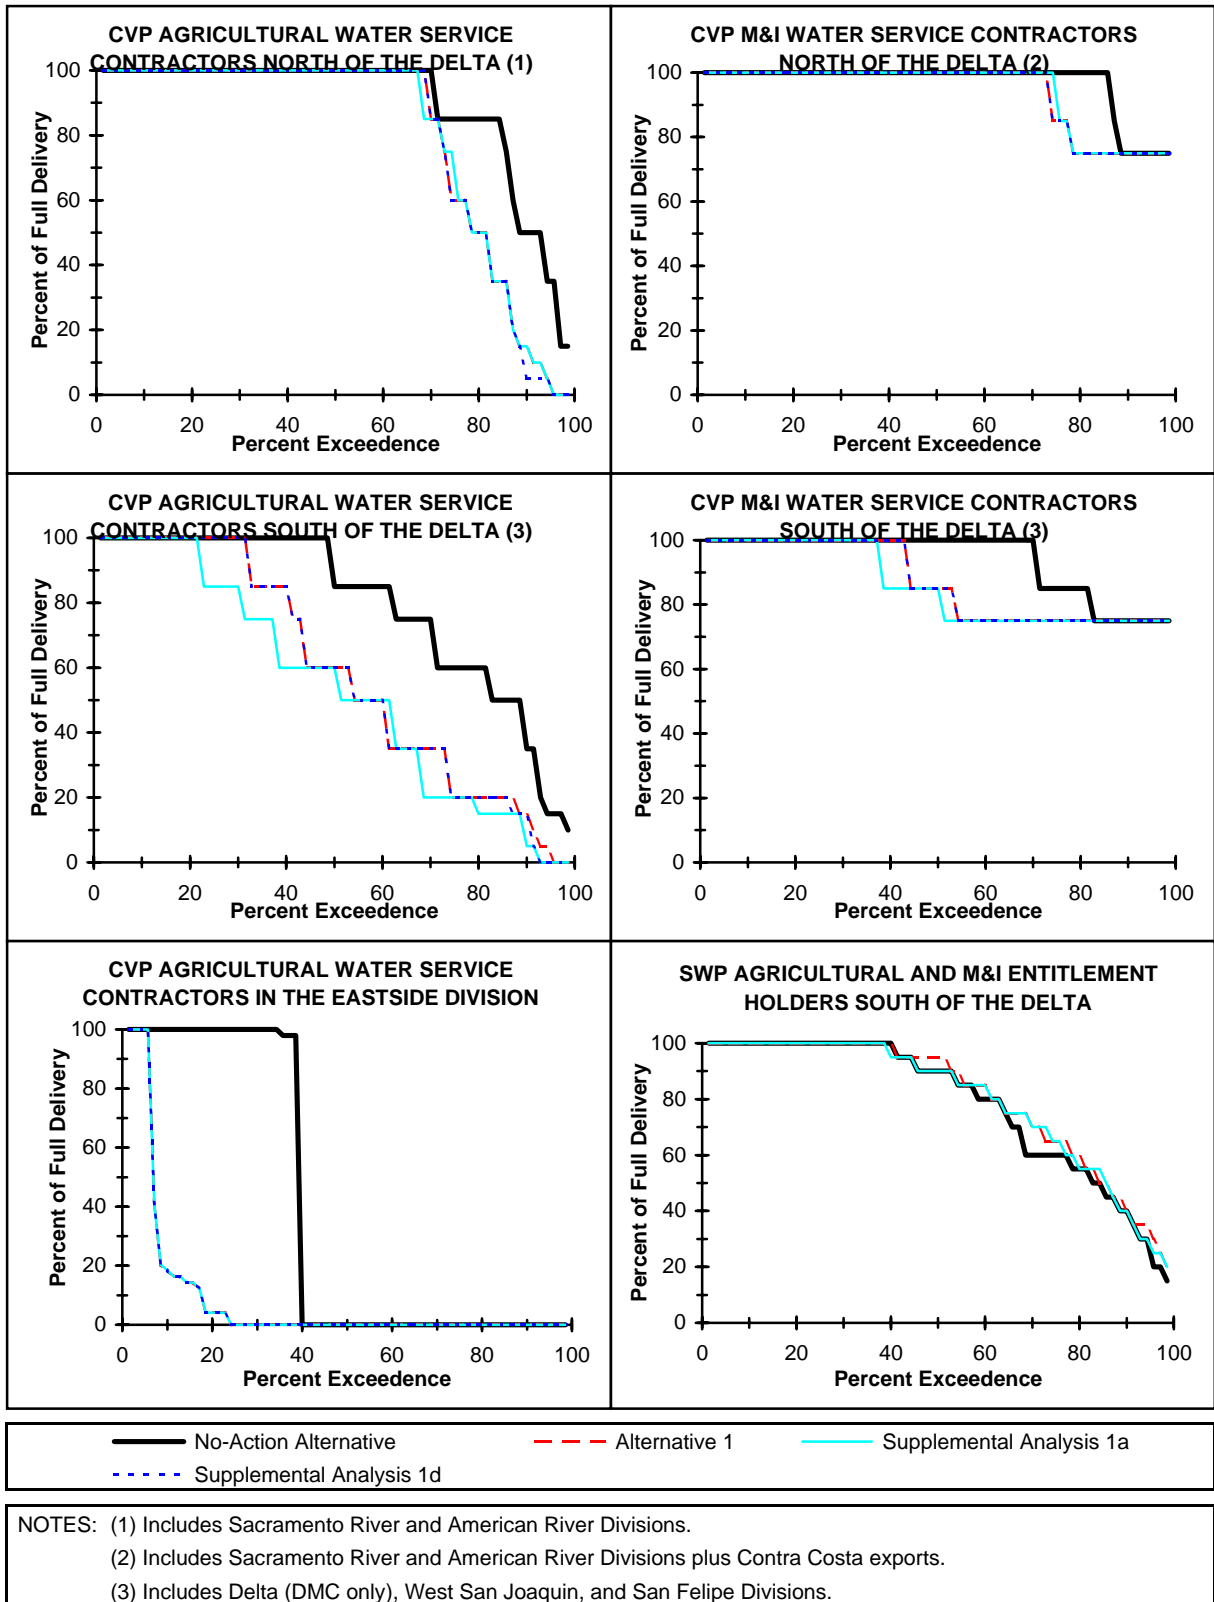 CVP AGRICULTURAL WATER SERVICE
CONTRACTORS NORTH OF THE DELTA (1)
100
80
60
40
20
0
Percent of Full Delivery
0 20 40 60 80 100
Percent Exceedence
CVP M&I WATER SERVICE CONTRACTORS
NORTH OF THE DELTA (2)
100
80
60
40
20
0
Percent of Full Delivery
0 20 40 60 80 100
Percent Exceedence
CVP AGRICULTURAL WATER SERVICE
CONTRACTORS SOUTH OF THE DELTA (3)
100
80
60
40
20
0
Percent of Full Delivery
0 20 40 60 80 100
Percent Exceedence
CVP M&I WATER SERVICE CONTRACTORS
SOUTH OF THE DELTA (3)
100
80
60
40
20
0
Percent of Full Delivery
0 20 40 60 80 100
Percent Exceedence
CVP AGRICULTURAL WATER SERVICE
CONTRACTORS IN THE EASTSIDE DIVISION
100
80
60
40
20
0
Percent of Full Delivery
0 20 40 60 80 100
Percent Exceedence
SWP AGRICULTURAL AND M&I ENTITLEMENT
HOLDERS SOUTH OF THE DELTA
100
80
60
40
20
0
Percent of Full Delivery
0 20 40 60 80 100
Percent Exceedence
No-Action Alternative Alternative 1 Supplemental Analysis 1a
Supplemental Analysis 1d
NOTES: (1) Includes Sacramento River and American River Divisions.
(2) Includes Sacramento River and American River Divisions plus Contra Costa exports.
(3) Includes Delta (DMC only), West San Joaquin, and San Felipe Divisions.